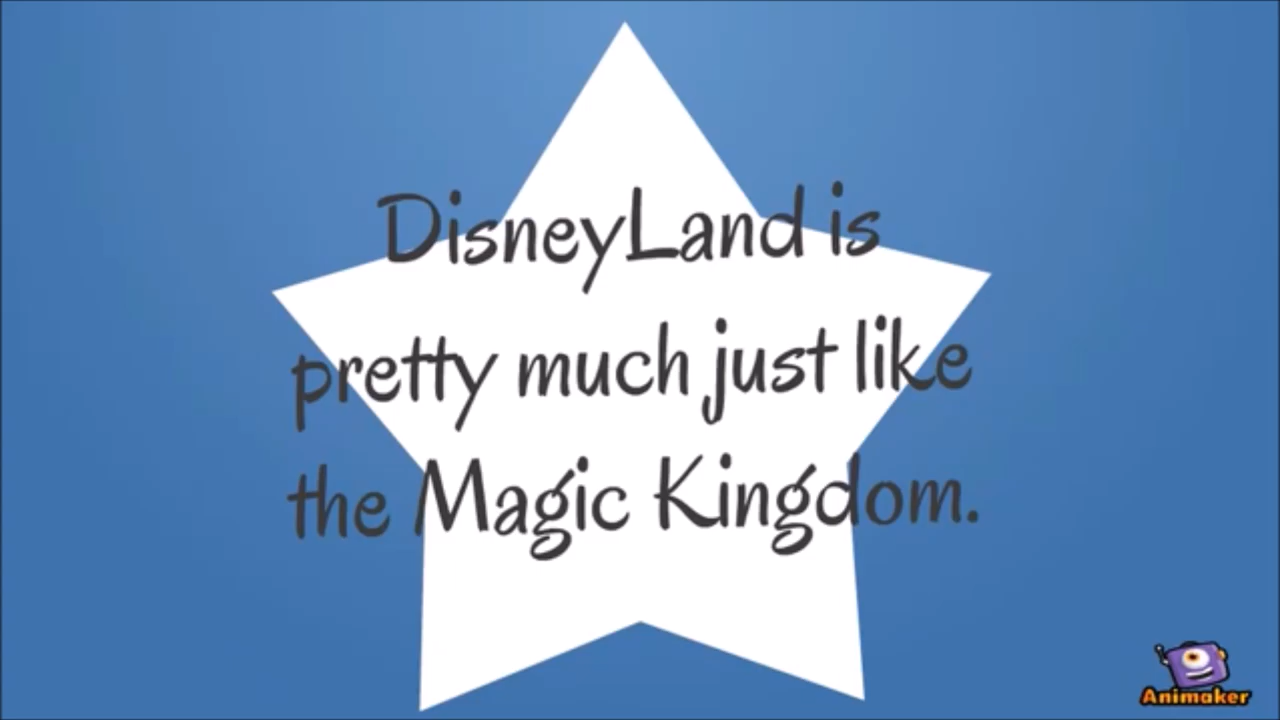 DisneyLand is
pretty much just like
the Magic Kingdom.
Animaker